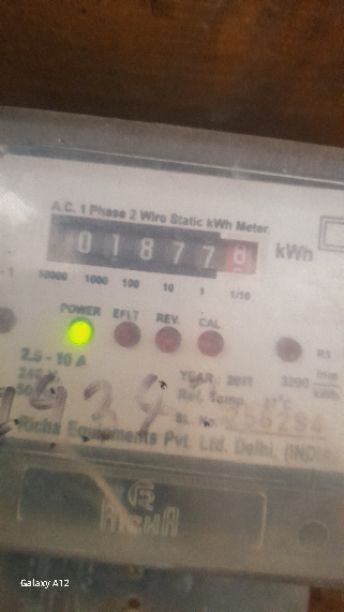 A.C. 1 Phase 2 Wire Static kWh Meter.
0 1 8 7 7 8 kWh
10000 1000 100 10 1 1/10
POWER EFLT REV. CAL
2.5 - 10 A
YEAR 2011 3200 imp/kWh
Ref. Temp.
SL. No. 256294
Richa Equipments Pvt. Ltd. Delhi, (INDIA
RICHA
Galaxy A12